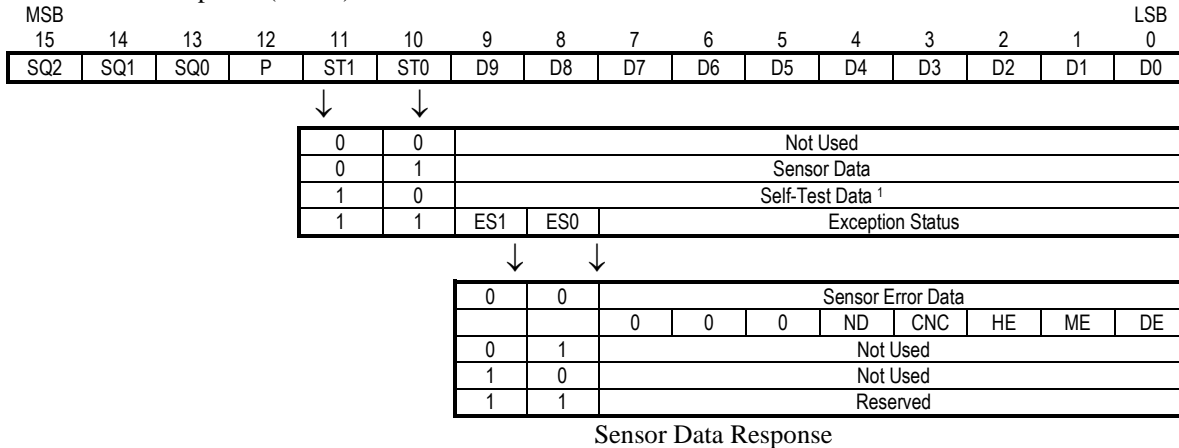 MSB LSB
15 14 13 12 11 10 9 8 7 6 5 4 3 2 1 0
SQ2 SQ1 SQ0 P ST1 ST0 D9 D8 D7 D6 D5 D4 D3 D2 D1 D0
↓ ↓
0 0 Not Used
0 1 Sensor Data
1 0 Self-Test Data 1
1 1 ES1 ES0 Exception Status
↓ ↓
0 0 Sensor Error Data
0 0 0 ND CNC HE ME DE
0 1 Not Used
1 0 Not Used
1 1 Reserved
Sensor Data Response